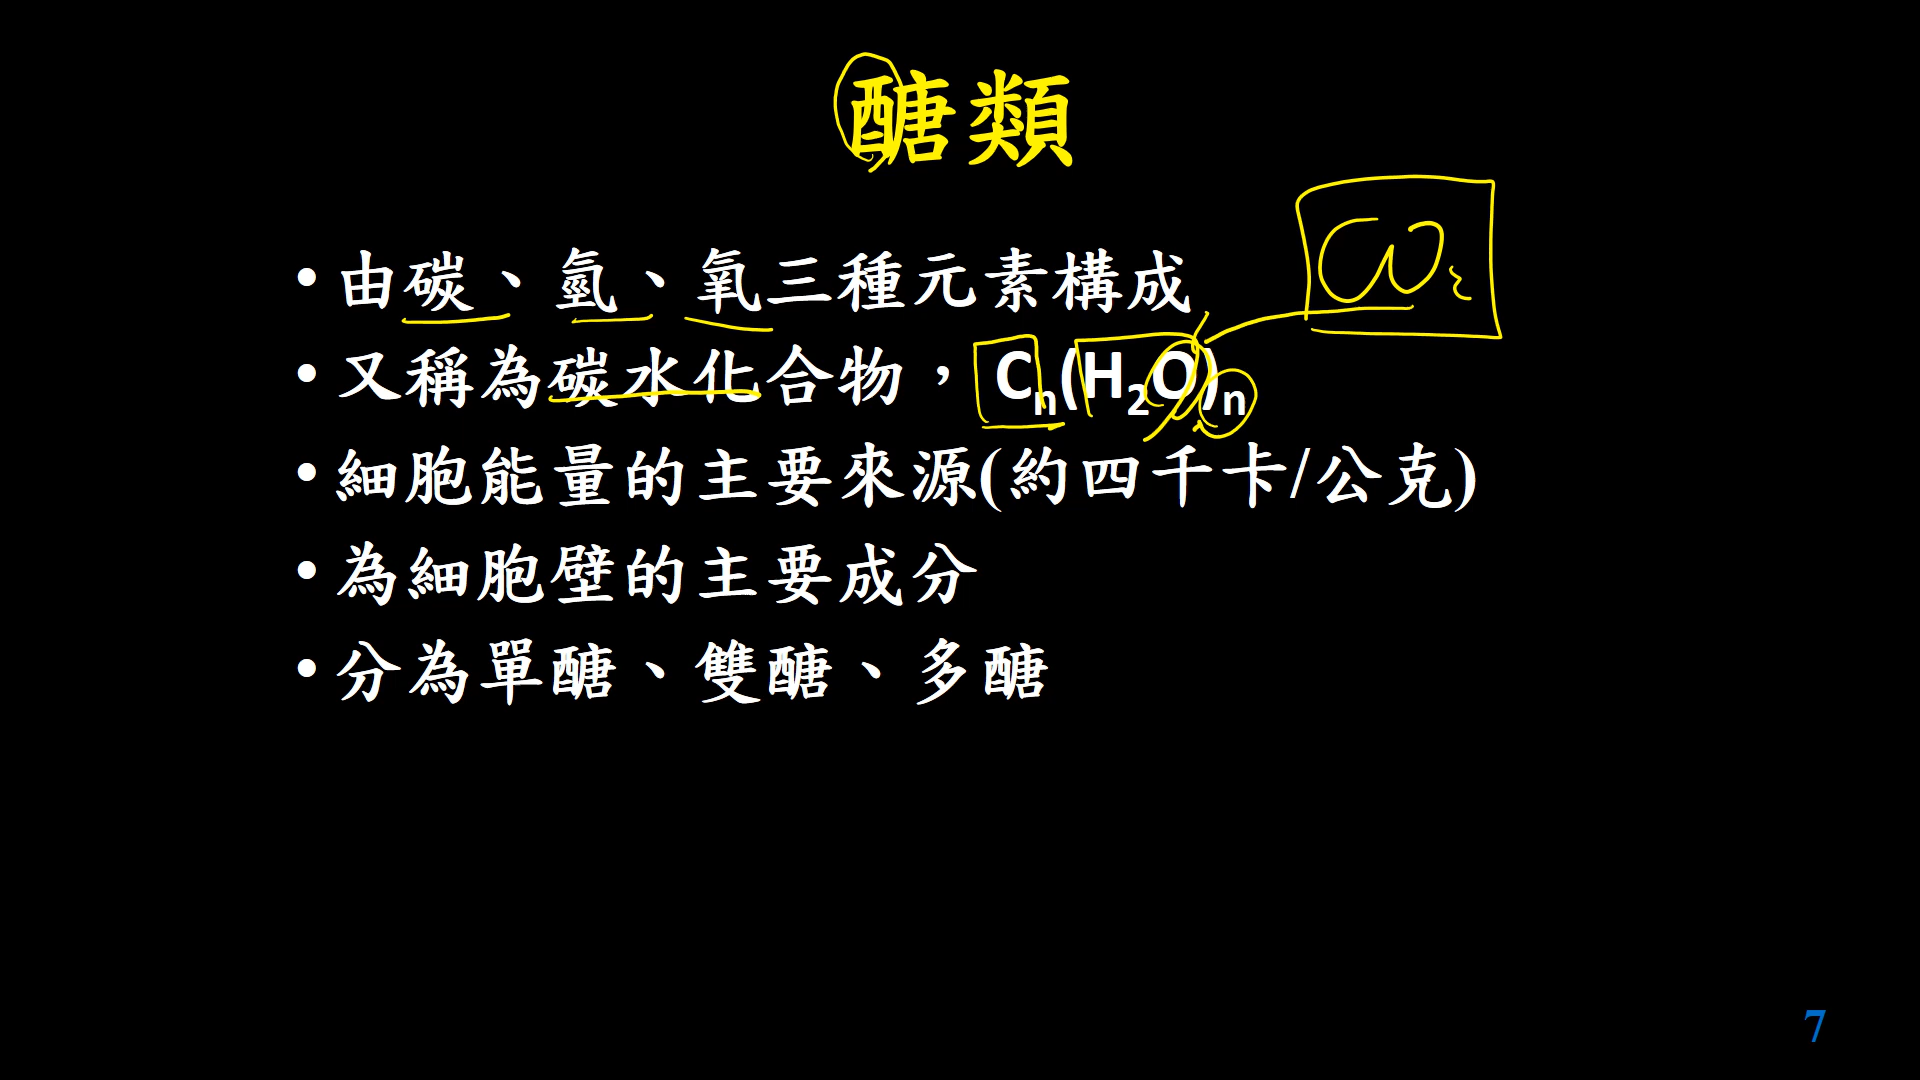 醣類
CO₂
• 由碳、氫、氧三種元素構成
• 又稱為碳水化合物，Cn(H2O)n
• 細胞能量的主要來源(約四千卡/公克)
• 為細胞壁的主要成分
• 分為單醣、雙醣、多醣
7